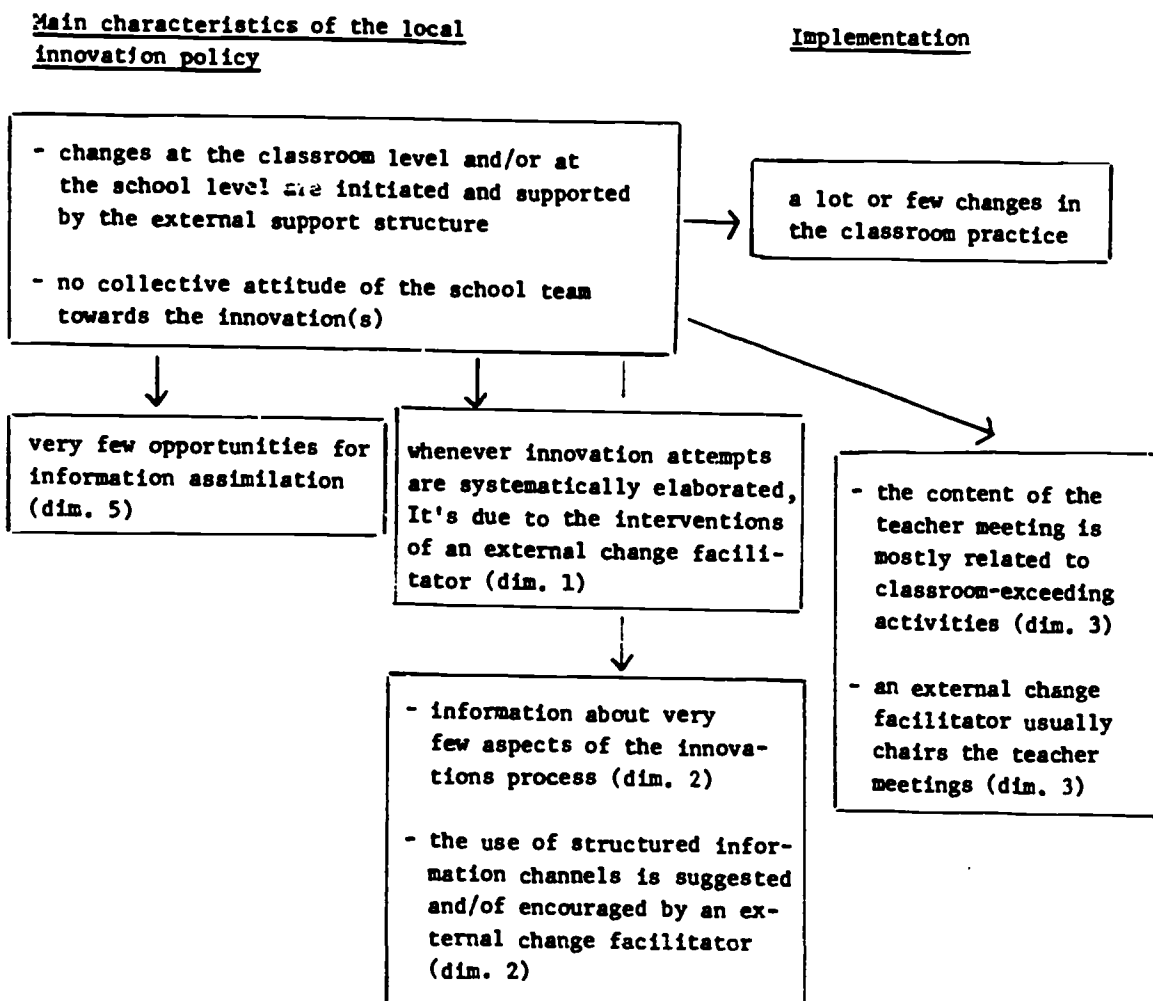 Main characteristics of the local
innovation policy
Implementation
- changes at the classroom level and/or at
the school level are initiated and supported
by the external support structure
- no collective attitude of the school team
towards the innovation(s)
a lot or few changes in
the classroom practice
very few opportunities for
information assimilation
(dim. 5)
whenever innovation attempts
are systematically elaborated,
It's due to the interventions
of an external change facili-
tator (dim. 1)
- the content of the
teacher meeting is
mostly related to
classroom-exceeding
activities (dim. 3)
- an external change
facilitator usually
chairs the teacher
meetings (dim. 3)
- information about very
few aspects of the innova-
tions process (dim. 2)
- the use of structured infor-
mation channels is suggested
and/of encouraged by an ex-
ternal change facilitator
(dim. 2)